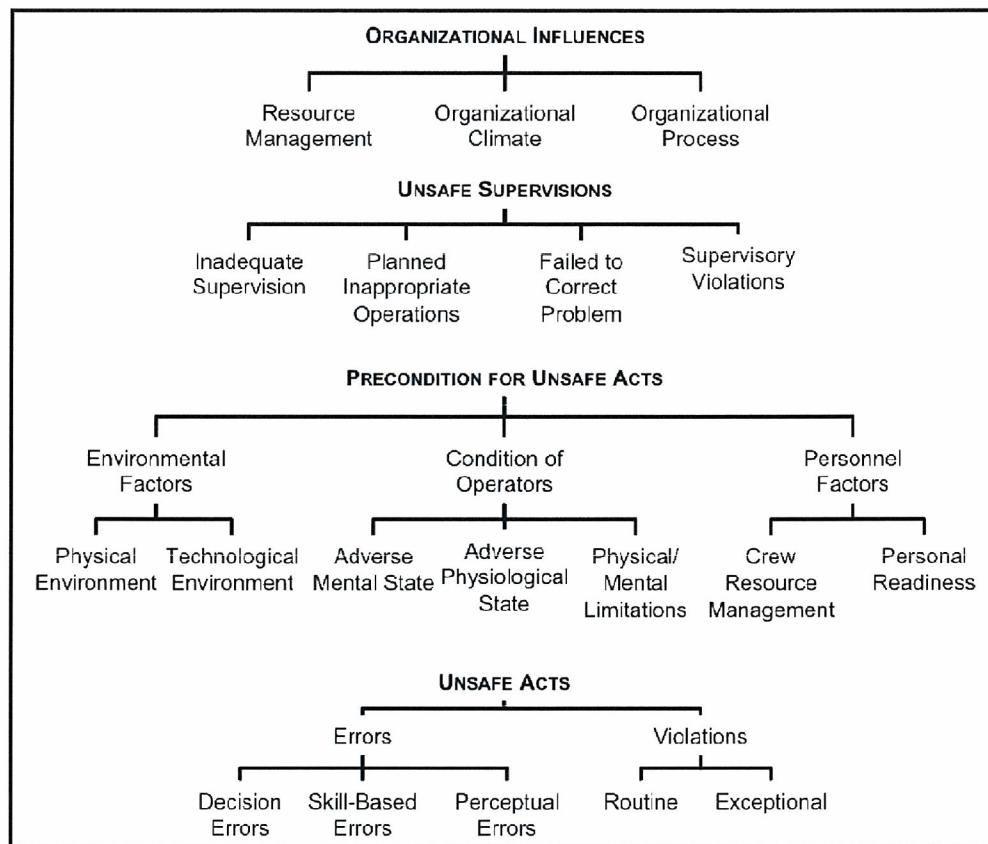 ORGANIZATIONAL INFLUENCES
Resource
Management
Organizational
Climate
Organizational
Process
UNSAFE SUPERVISIONS
Inadequate
Supervision
Planned
Inappropriate
Operations
Failed to
Correct
Problem
Supervisory
Violations
PRECONDITION FOR UNSAFE ACTS
Environmental
Factors
Condition of
Operators
Personnel
Factors
Physical
Environment
Technological
Environment
Adverse
Mental State
Adverse
Physiological
State
Physical/
Mental
Limitations
Crew
Resource
Management
Personal
Readiness
UNSAFE ACTS
Errors
Violations
Decision
Errors
Skill-Based
Errors
Perceptual
Errors
Routine
Exceptional